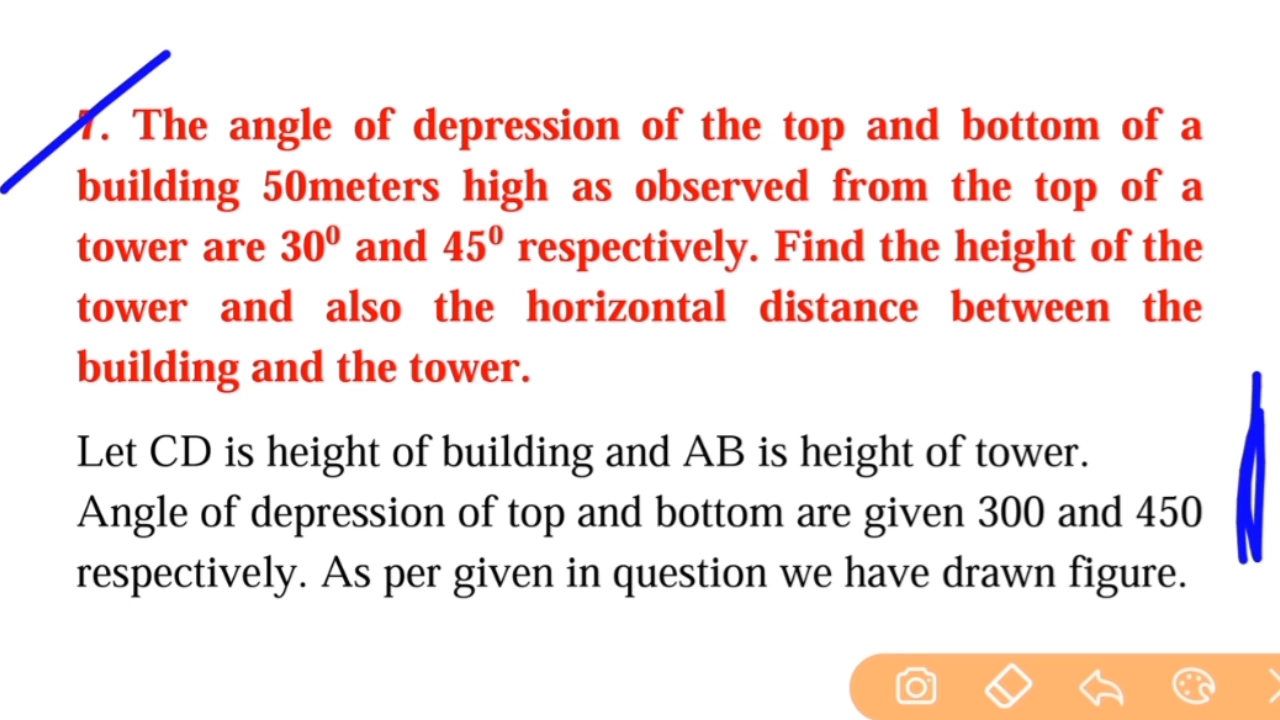 7. The angle of depression of the top and bottom of a
building 50meters high as observed from the top of a
tower are 30⁰ and 45⁰ respectively. Find the height of the
tower and also the horizontal distance between the
building and the tower.
Let CD is height of building and AB is height of tower.
Angle of depression of top and bottom are given 300 and 450
respectively. As per given in question we have drawn figure.